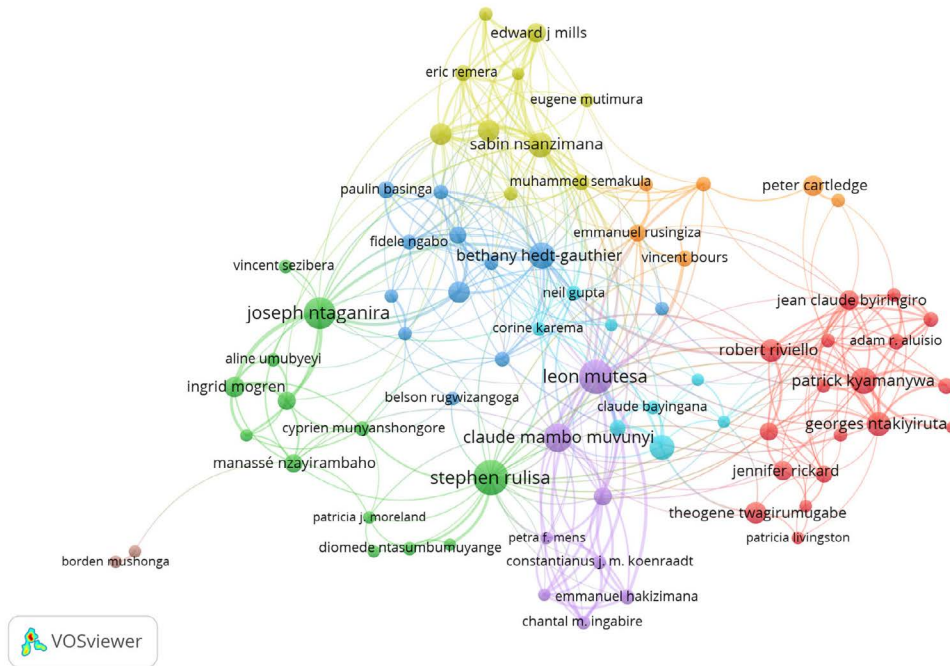 edward j mills
eric remera
eugene mutimura
sabin nsanzimana
muhammed semakula
paulin basinga
peter cartledge
emmanuel rusingiza
fidele ngabo
bethany hedt-gauthier
vincent bours
vincent sezibera
neil gupta
jean claude byiringiro
joseph ntaganira
corine karema
adam r. aluisio
robert riviello
aline umubyeyi
leon mutesa
patrick kyamanywa
ingrid mogren
belson rugwizangoga
claude bayingana
georges ntakiyiruta
cyprien munyanshongore
claude mambo muvunyi
manassé nzayirambaho
jennifer rickard
stephen rulisa
theogene twagirumugabe
patricia j. moreland
petra f. mens
patricia livingston
diomede ntasumbumuyange
constantianus j. m. koenraadt
borden mushonga
emmanuel hakizimana
chantal m. ingabire
VOSviewer